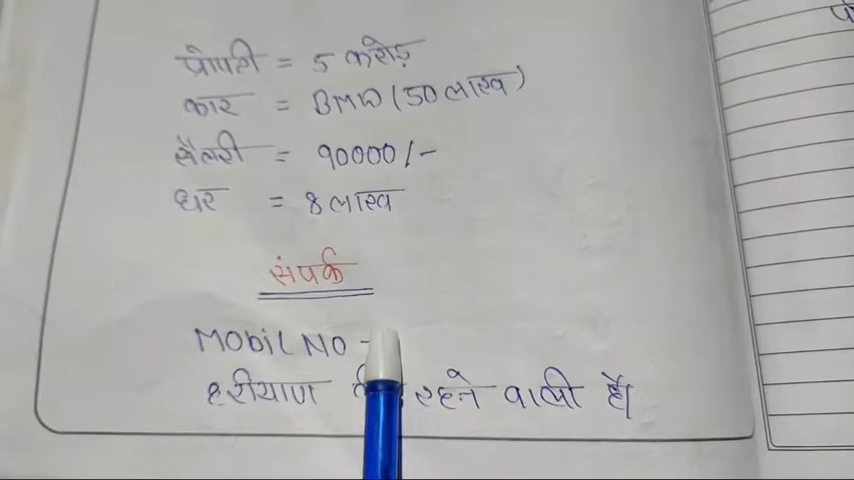 प्रोपर्टी = 5 करोड़
कार = BMW (50 लाख)
सैलरी = 90000/-
घर = 8 लाख
संपर्क
Mobil NO -
हरीयाण रहने वाली है।